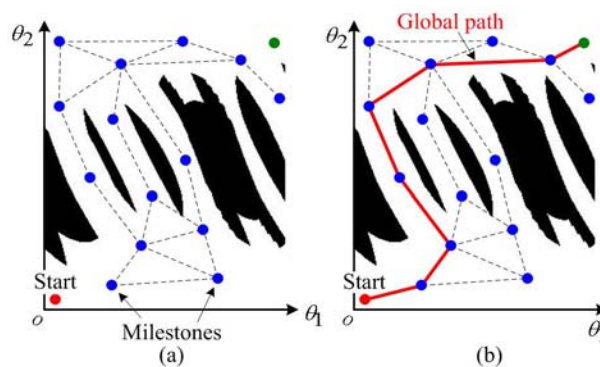 θ2
Start
o
Milestones
θ1
(a)
Global path
θ2
Start
o
θ
(b)